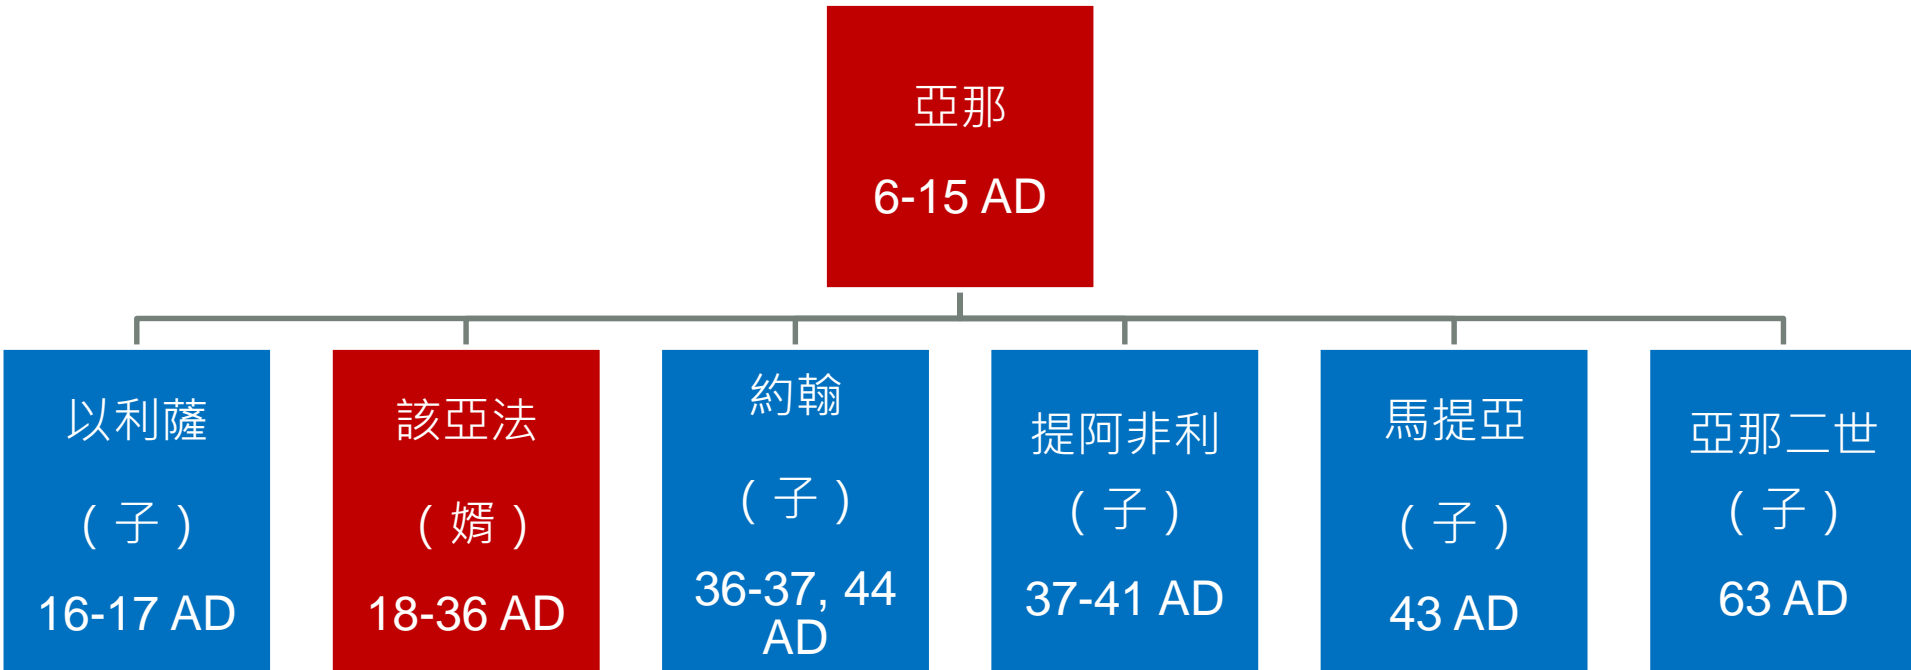 亞那
6-15 AD
以利薩
(子)
16-17 AD
該亞法
(婿)
18-36 AD
約翰
(子)
36-37, 44
AD
提阿非利
(子)
37-41 AD
馬提亞
(子)
43 AD
亞那二世
(子)
63 AD